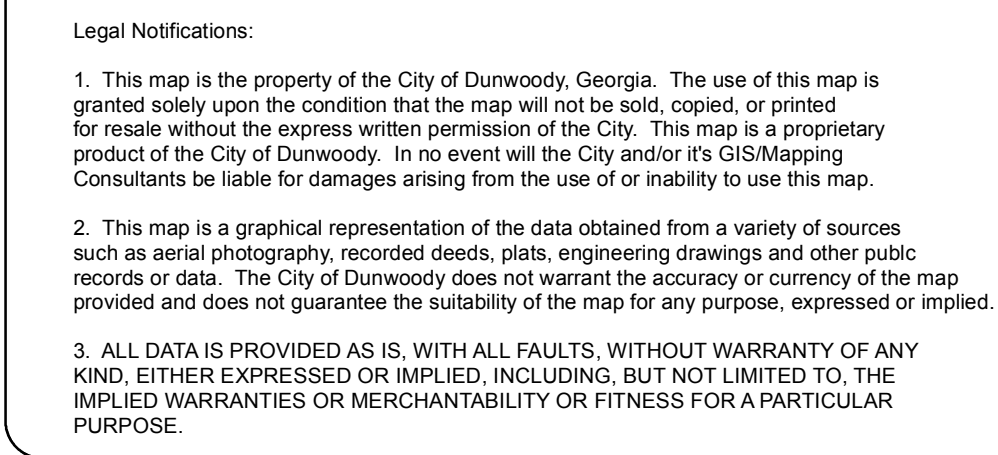 Legal Notifications:
1.  This map is the property of the City of Dunwoody, Georgia.  The use of this map is
granted solely upon the condition that the map will not be sold, copied, or printed
for resale without the express written permission of the City.  This map is a proprietary
product of the City of Dunwoody.  In no event will the City and/or it's GIS/Mapping
Consultants be liable for damages arising from the use of or inability to use this map.
2.  This map is a graphical representation of the data obtained from a variety of sources
such as aerial photography, recorded deeds, plats, engineering drawings and other publc
records or data.  The City of Dunwoody does not warrant the accuracy or currency of the map
provided and does not guarantee the suitability of the map for any purpose, expressed or implied.
3.  ALL DATA IS PROVIDED AS IS, WITH ALL FAULTS, WITHOUT WARRANTY OF ANY
KIND, EITHER EXPRESSED OR IMPLIED, INCLUDING, BUT NOT LIMITED TO, THE
IMPLIED WARRANTIES OR MERCHANTABILITY OR FITNESS FOR A PARTICULAR
PURPOSE.